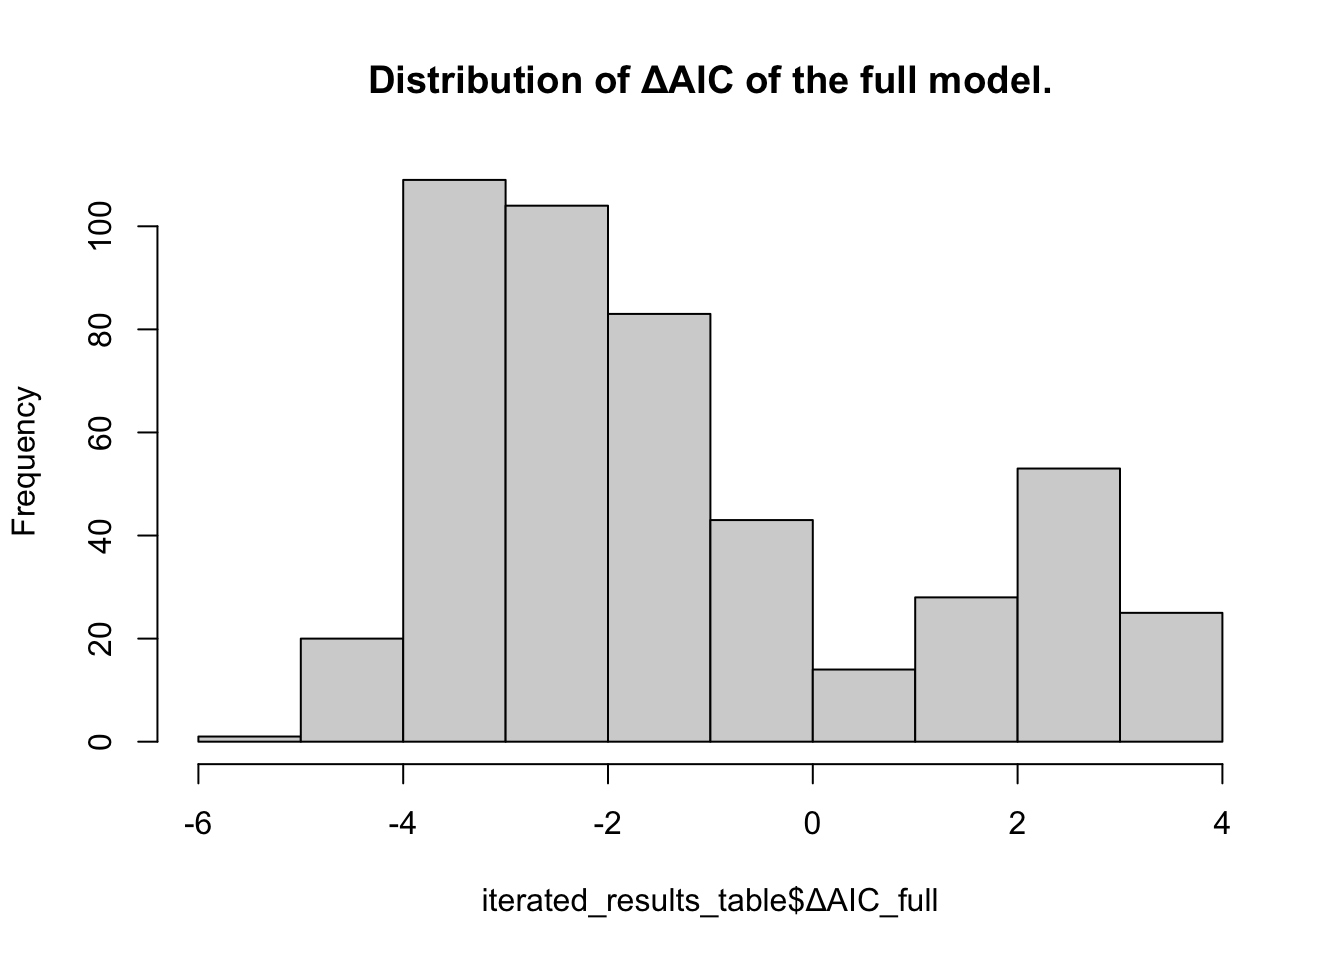 Distribution of ΔAIC of the full model.
Frequency
100
80
60
40
20
0
-6 -4 -2 0 2 4
iterated_results_table$ΔAIC_full